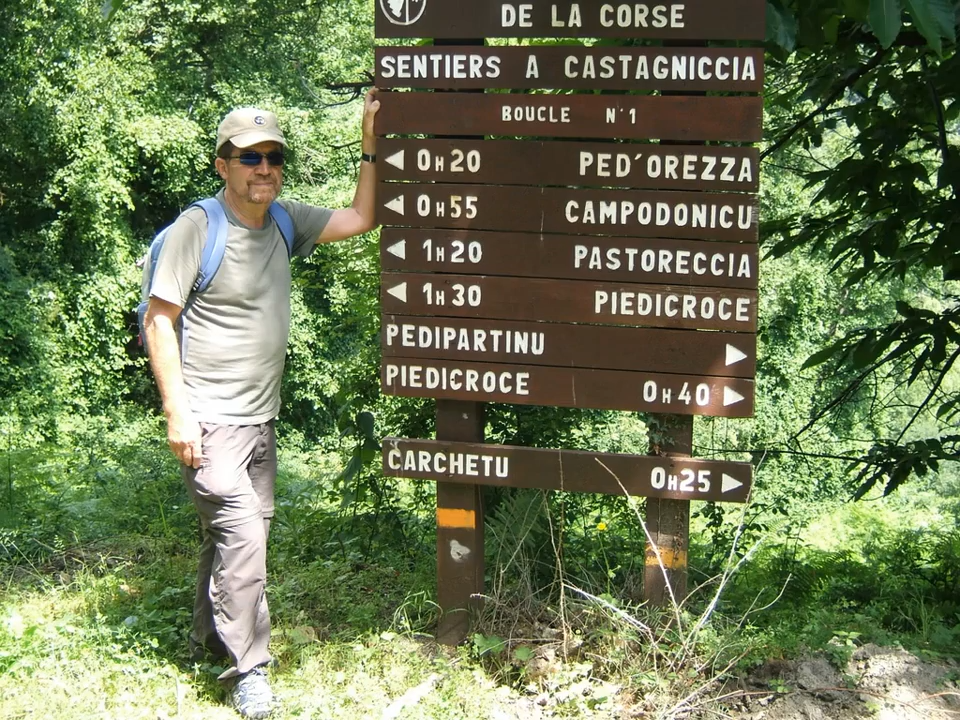 DE LA CORSE
SENTIERS A CASTAGNICCIA
BOUCLE N°1
◀ 0H20 PED'OREZZA
◀ 0H55 CAMPODONICU
◀ 1H20 PASTORECCIA
◀ 1H30 PIEDICROCE
PEDIPARTINU ▶
PIEDICROCE 0H40 ▶
CARCHETU 0H25 ▶